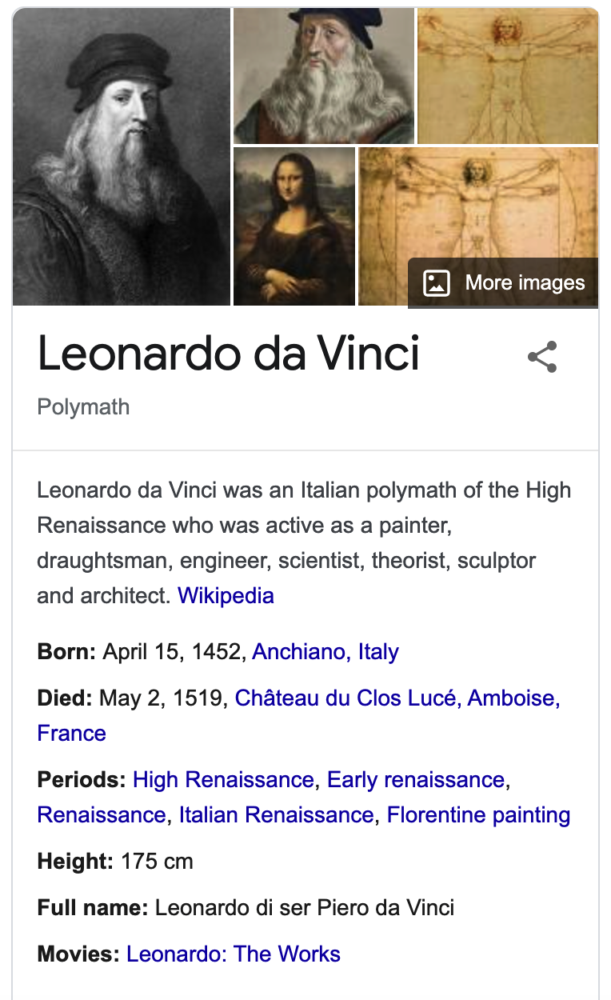 More images
Leonardo da Vinci
Polymath
Leonardo da Vinci was an Italian polymath of the High
Renaissance who was active as a painter,
draughtsman, engineer, scientist, theorist, sculptor
and architect. Wikipedia
Born: April 15, 1452, Anchiano, Italy
Died: May 2, 1519, Château du Clos Lucé, Amboise,
France
Periods: High Renaissance, Early renaissance,
Renaissance, Italian Renaissance, Florentine painting
Height: 175 cm
Full name: Leonardo di ser Piero da Vinci
Movies: Leonardo: The Works